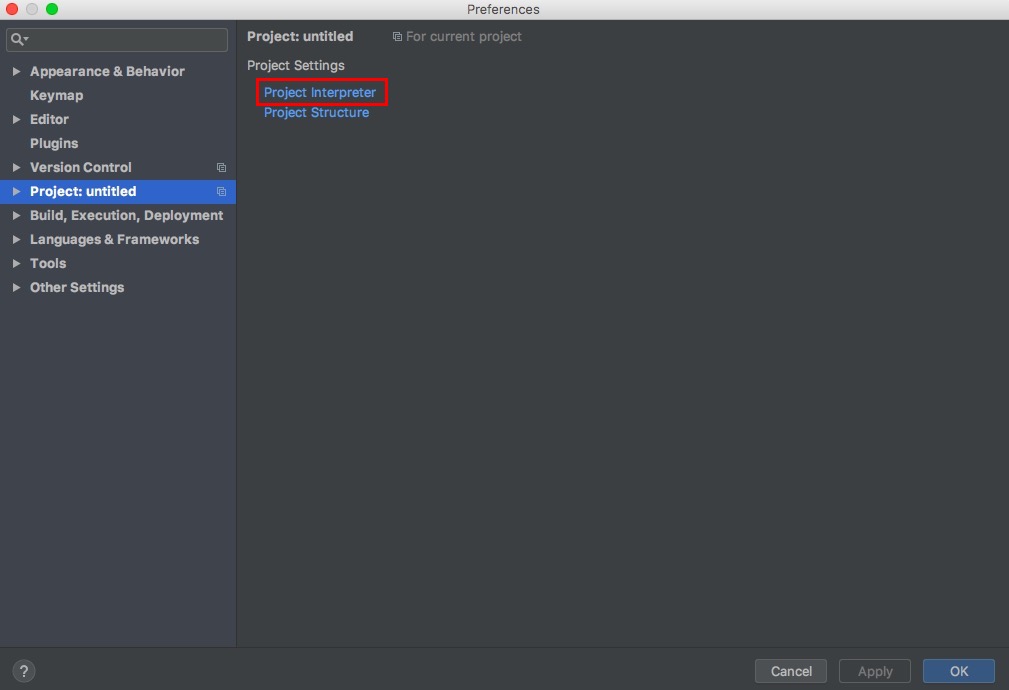 Preferences
Project: untitled
For current project
Project Settings
Project Interpreter
Project Structure
Appearance & Behavior
Keymap
Editor
Plugins
Version Control
Project: untitled
Build, Execution, Deployment
Languages & Frameworks
Tools
Other Settings
?
Cancel
Apply
OK